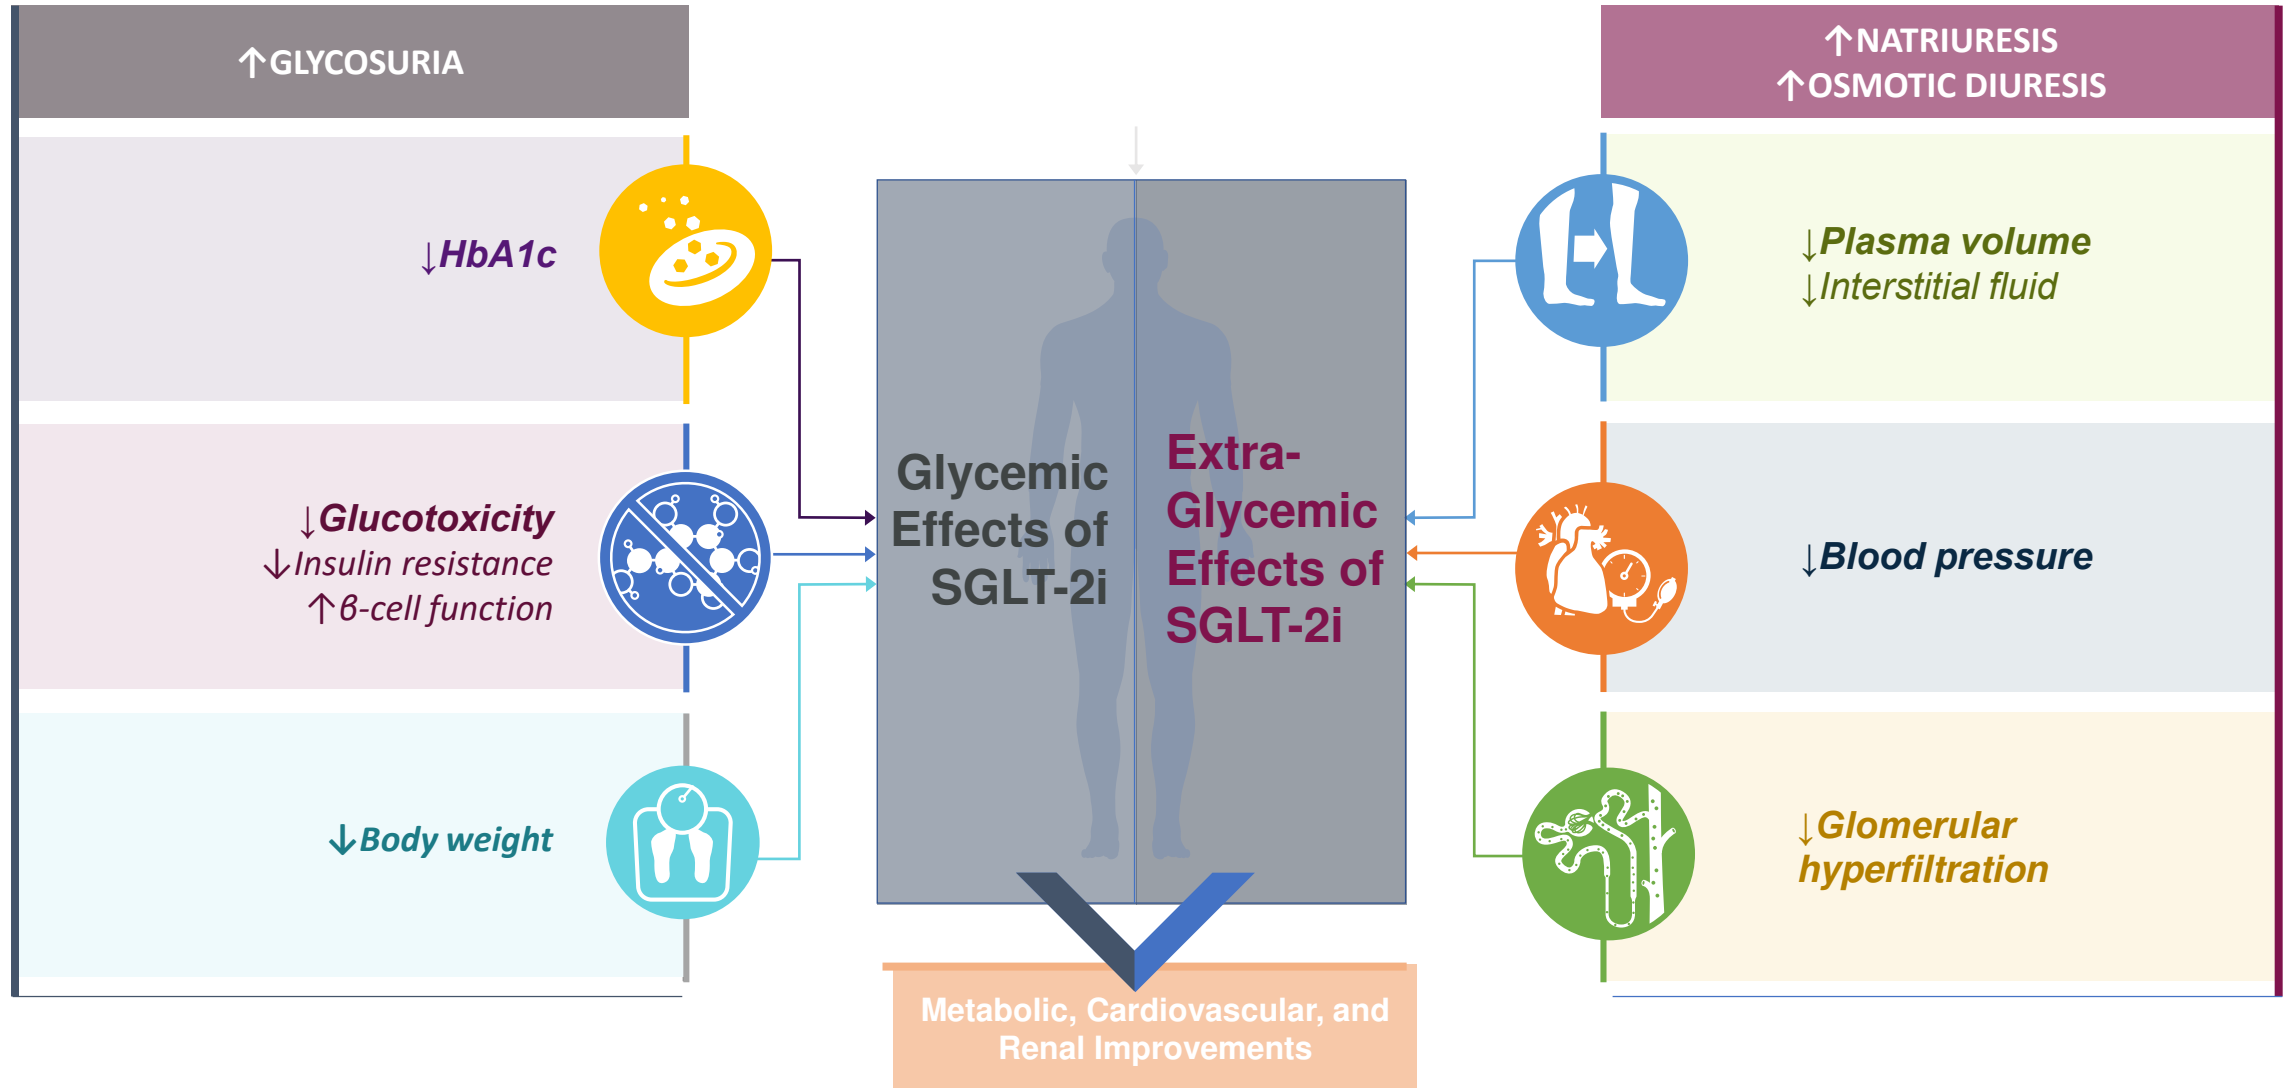 ↑GLYCOSURIA
↓HbA1c
↓Glucotoxicity
↓Insulin resistance
↑β-cell function
↓Body weight
Glycemic
Effects of
SGLT-2i
Extra-
Glycemic
Effects of
SGLT-2i
↑NATRIURESIS
↑OSMOTIC DIURESIS
↓Plasma volume
↓Interstitial fluid
↓Blood pressure
↓Glomerular
hyperfiltration
Metabolic, Cardiovascular, and
Renal Improvements